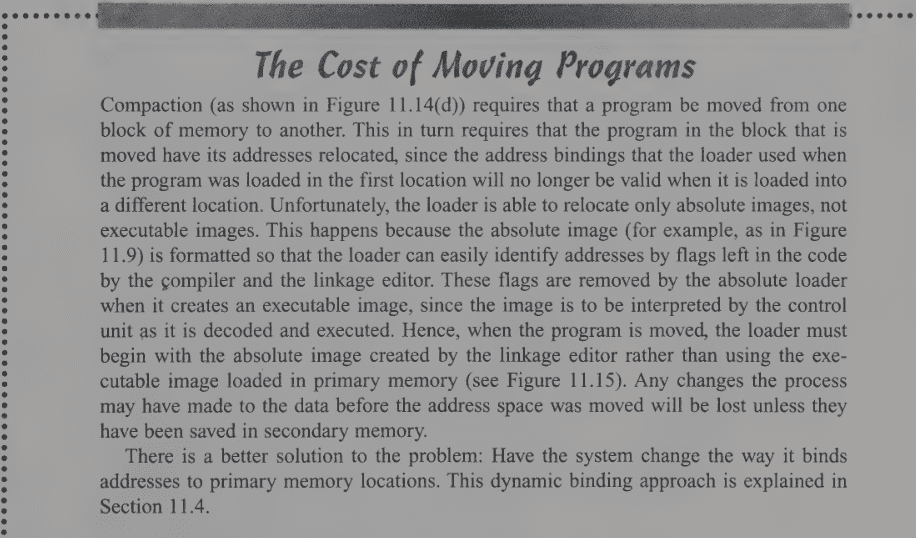 The Cost of Moving Programs
Compaction (as shown in Figure 11.14(d)) requires that a program be moved from one
block of memory to another. This in turn requires that the program in the block that is
moved have its addresses relocated, since the address bindings that the loader used when
the program was loaded in the first location will no longer be valid when it is loaded into
a different location. Unfortunately, the loader is able to relocate only absolute images, not
executable images. This happens because the absolute image (for example, as in Figure
11.9) is formatted so that the loader can easily identify addresses by flags left in the code
by the compiler and the linkage editor. These flags are removed by the absolute loader
when it creates an executable image, since the image is to be interpreted by the control
unit as it is decoded and executed. Hence, when the program is moved, the loader must
begin with the absolute image created by the linkage editor rather than using the exe-
cutable image loaded in primary memory (see Figure 11.15). Any changes the process
may have made to the data before the address space was moved will be lost unless they
have been saved in secondary memory.
There is a better solution to the problem: Have the system change the way it binds
addresses to primary memory locations. This dynamic binding approach is explained in
Section 11.4.